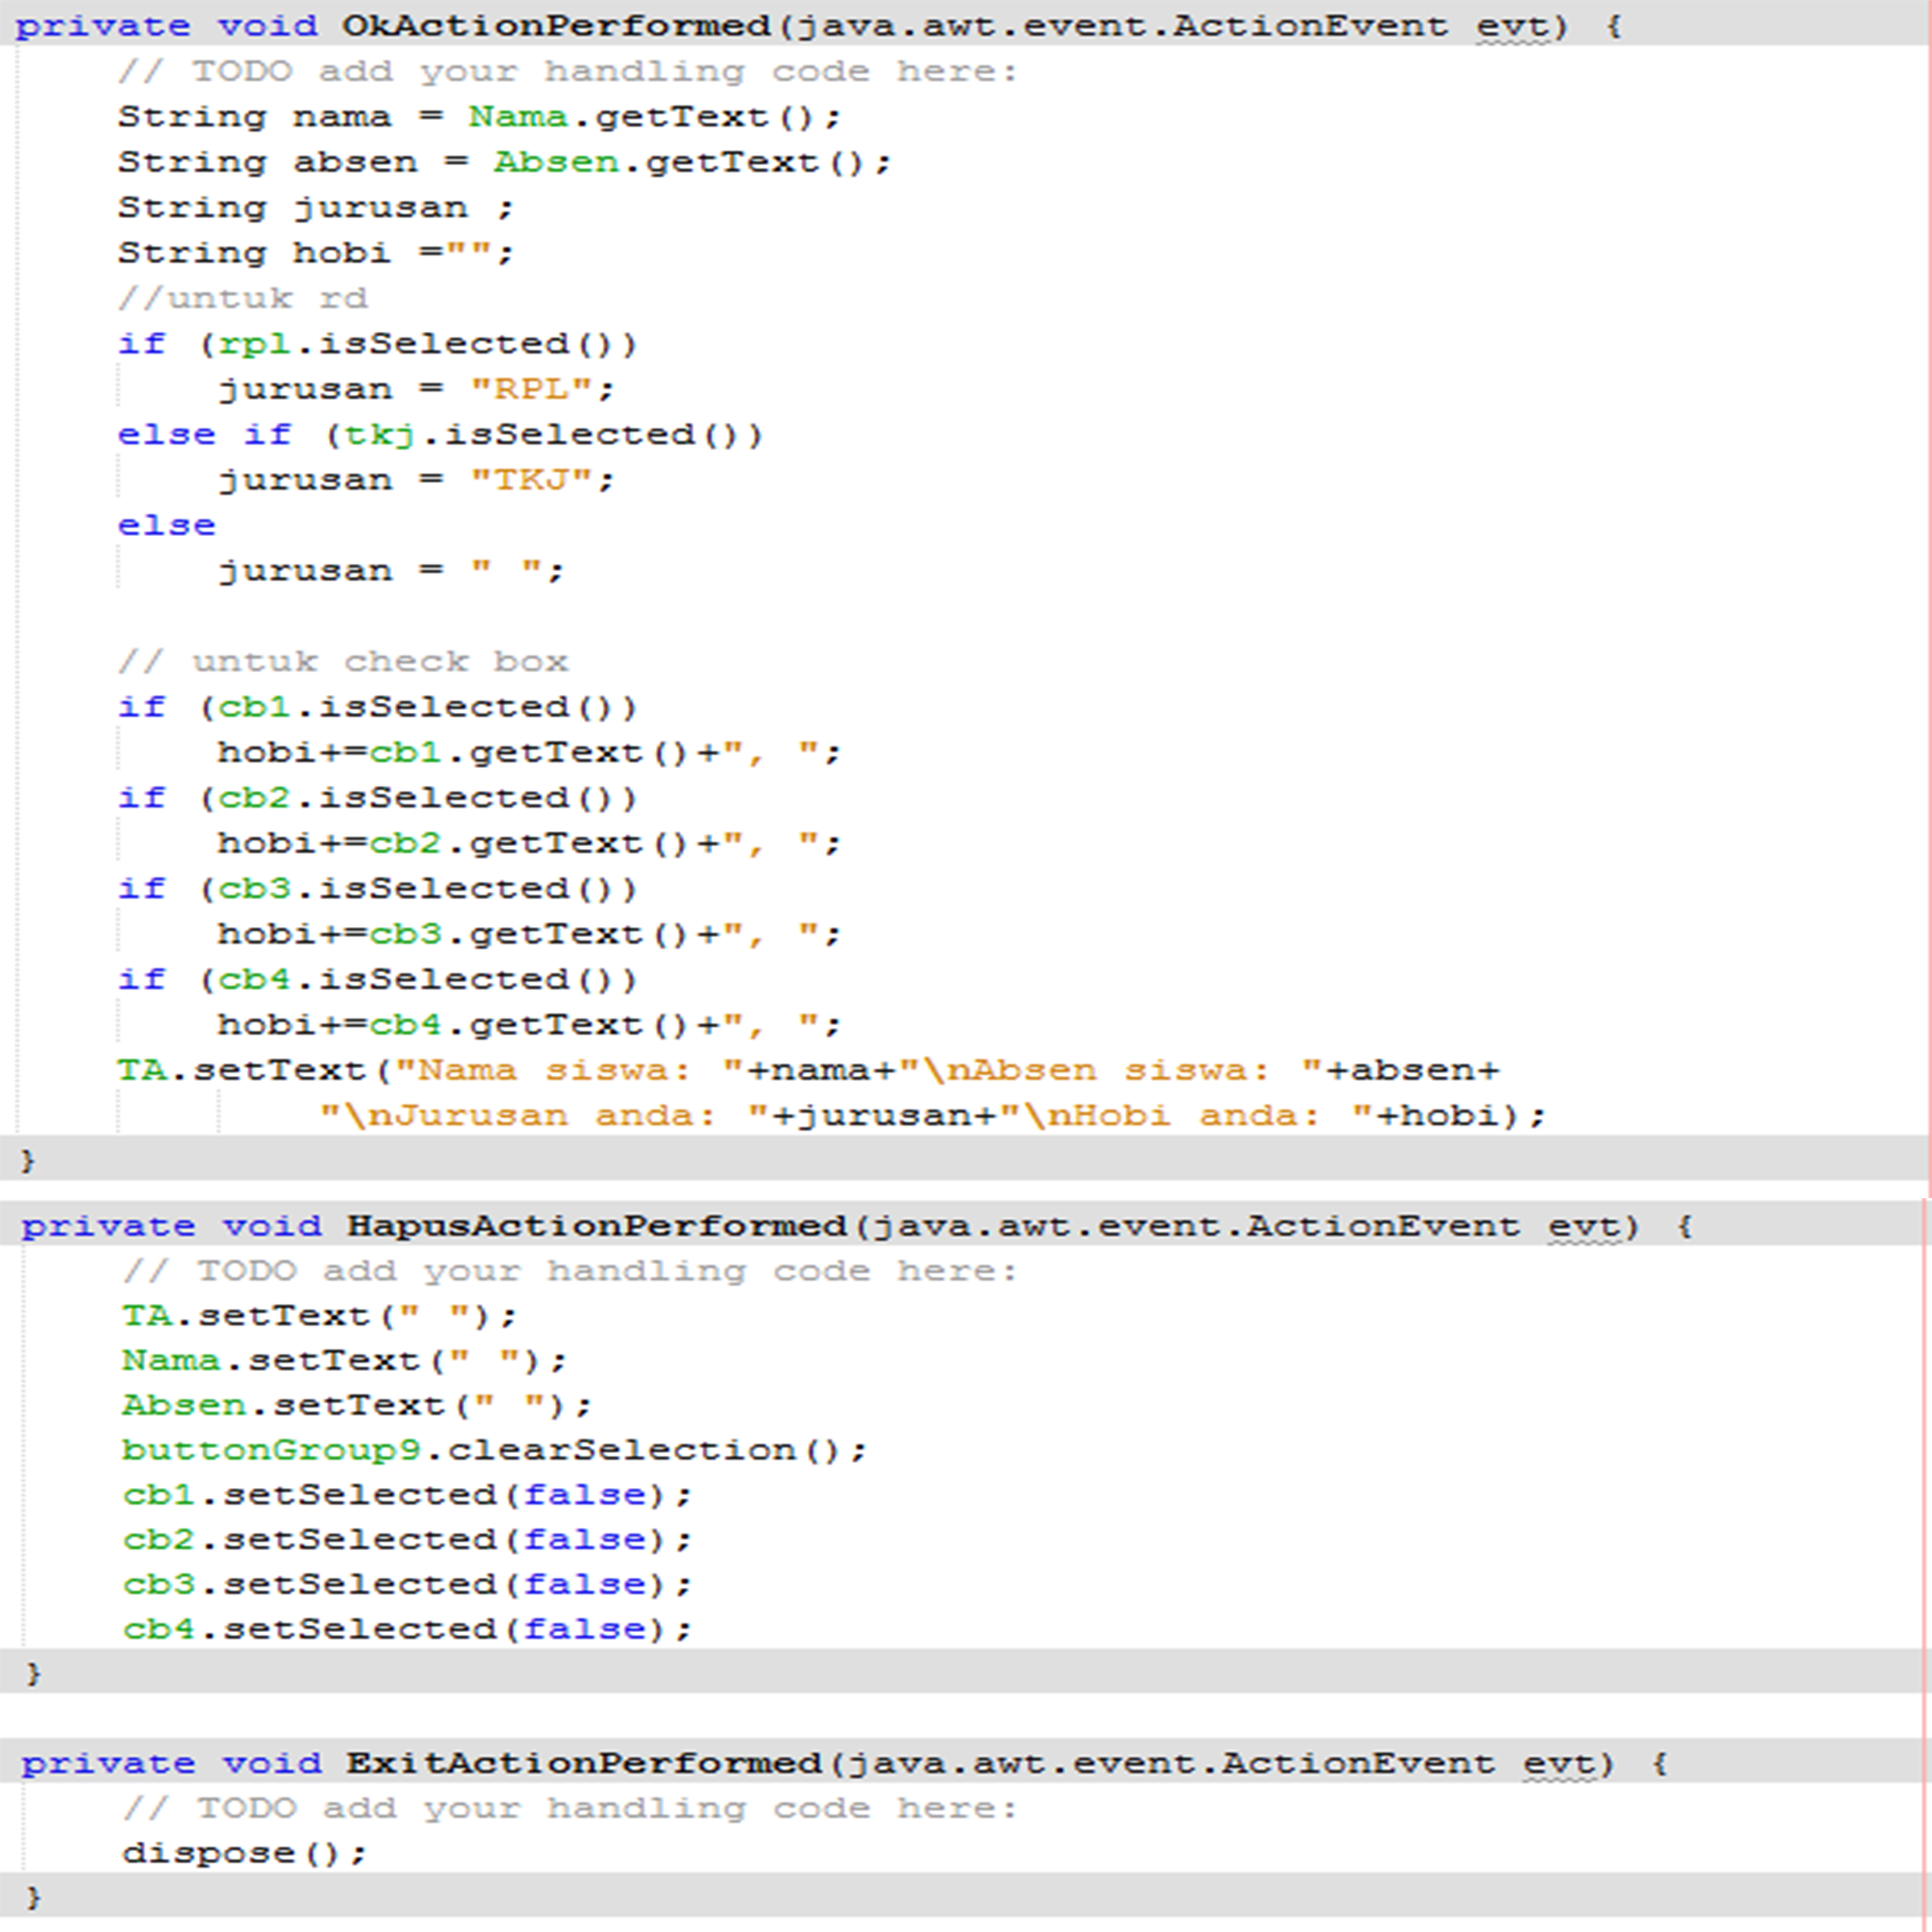 private void OkActionPerformed(java.awt.event.ActionEvent evt) {
// TODO add your handling code here:
String nama = Nama.getText();
String absen = Absen.getText();
String jurusan ;
String hobi ="";
//untuk rd
if (rpl.isSelected())
jurusan = "RPL";
else if (tkj.isSelected())
jurusan = "TKJ";
else
jurusan = " ";
// untuk check box
if (cb1.isSelected())
hobi+=cb1.getText()+", ";
if (cb2.isSelected())
hobi+=cb2.getText()+", ";
if (cb3.isSelected())
hobi+=cb3.getText()+", ";
if (cb4.isSelected())
hobi+=cb4.getText()+", ";
TA.setText("Nama siswa: "+nama+"\nAbsen siswa: "+absen+
"\nJurusan anda: "+jurusan+"\nHobi anda: "+hobi);
}
private void HapusActionPerformed(java.awt.event.ActionEvent evt) {
// TODO add your handling code here:
TA.setText(" ");
Nama.setText(" ");
Absen.setText(" ");
buttonGroup9.clearSelection();
cb1.setSelected(false);
cb2.setSelected(false);
cb3.setSelected(false);
cb4.setSelected(false);
}
private void ExitActionPerformed(java.awt.event.ActionEvent evt) {
// TODO add your handling code here:
dispose();
}